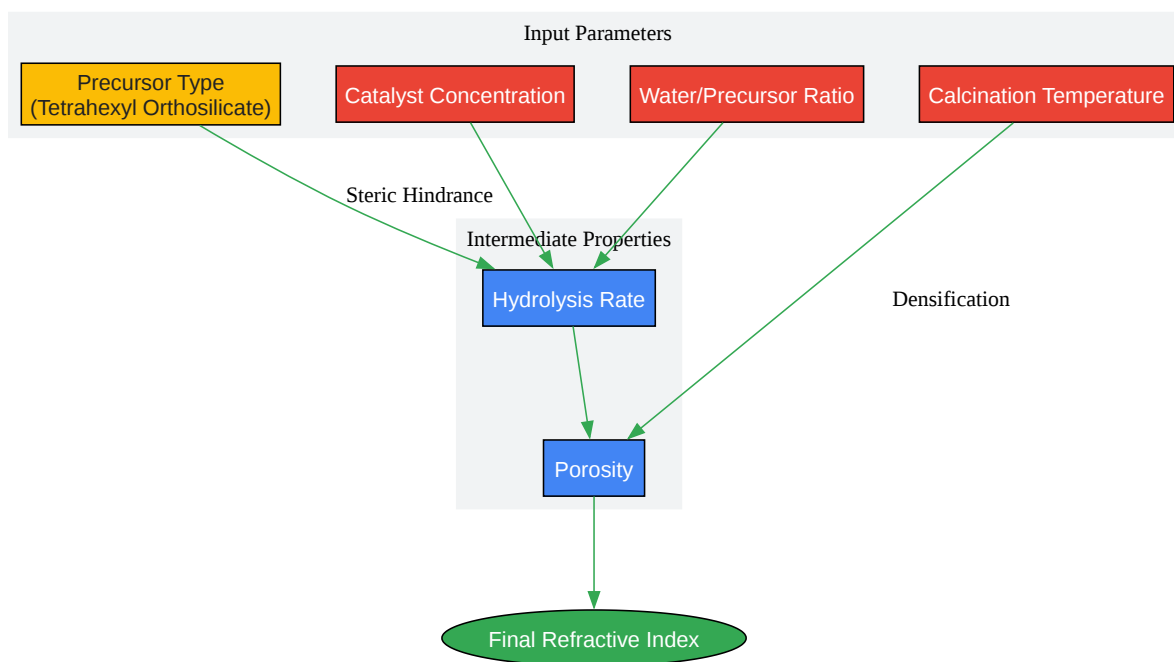 Input Parameters
Precursor Type
(Tetrahexyl Orthosilicate)
Catalyst Concentration
Water/Precursor Ratio
Calcination Temperature
Steric Hindrance
Intermediate Properties
Hydrolysis Rate
Densification
Porosity
Final Refractive Index